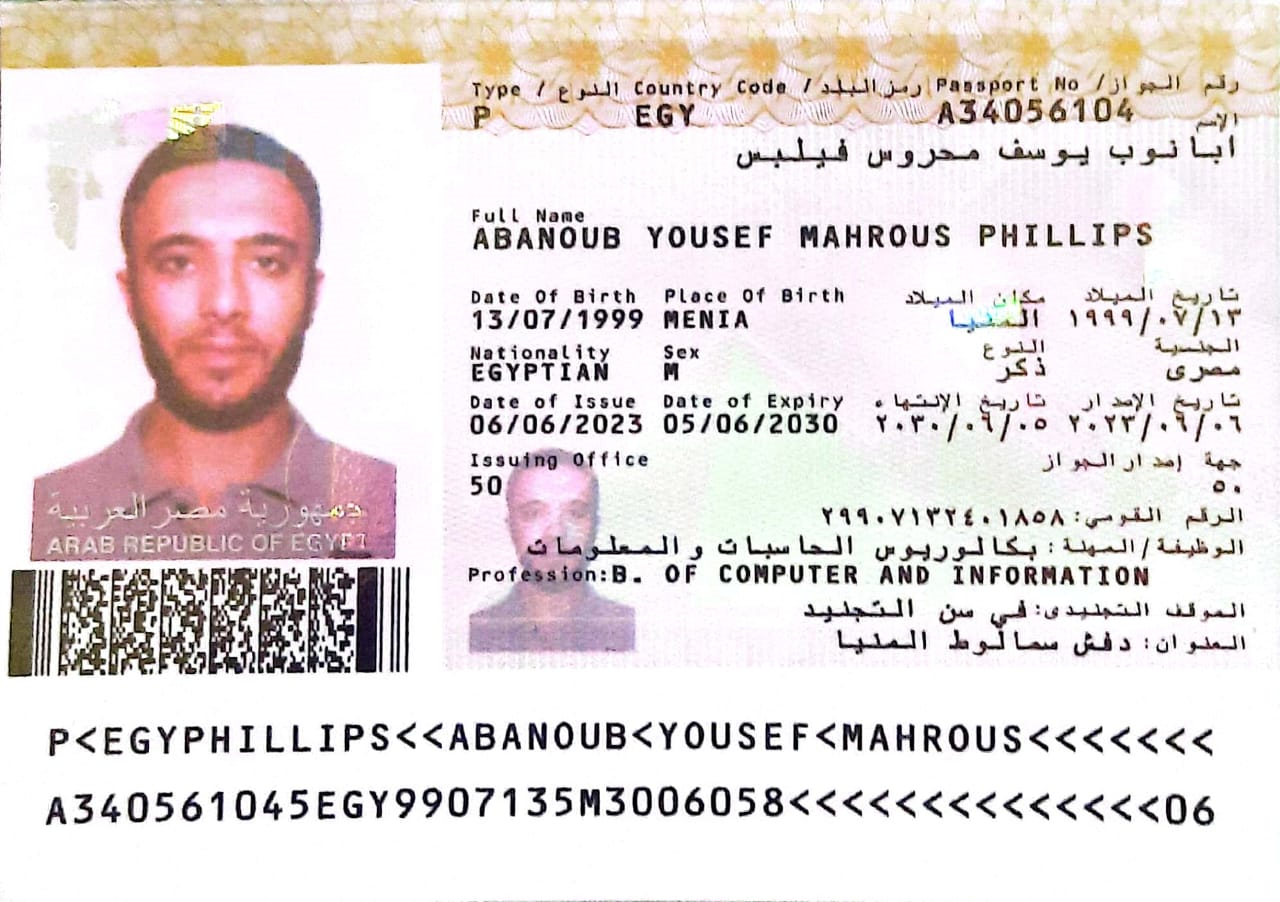 Type / النوع Country Code / رمز البلد Passport No / رقم الجواز
P EGY A34056104
الإسم
أبانوب يوسف محروس فيلبس
Full Name
ABANOUB YOUSEF MAHROUS PHILLIPS
Date Of Birth Place Of Birth مكان الميلاد تاريخ الميلاد
13/07/1999 MENIA المنيا ١٩٩٩/٠٧/١٣
Nationality Sex النوع الجنسية
EGYPTIAN M ذكر مصرى
Date of Issue Date of Expiry تاريخ الإنتهاء تاريخ الإصدار
06/06/2023 05/06/2030 ٢٠٣٠/٠٦/٠٥ ٢٠٢٣/٠٦/٠٦
Issuing Office جهة إصدار الجواز
50 ٥٠
الرقم القومي: ٢٩٩٠٧١٣٢٤٠١٨٥٨
الوظيفة/المهنة: بكالوريوس الحاسبات والمعلومات
Profession:B. OF COMPUTER AND INFORMATION
الموقف التجنيدى: في سن التجنيد
العنوان: دفش سمالوط المنيا
جمهورية مصر العربية
ARAB REPUBLIC OF EGYPT
P<EGYPHILLIPS<<ABANOUB<YOUSEF<MAHROUS<<<<<<<
A340561045EGY9907135M3006058<<<<<<<<<<<<<<06